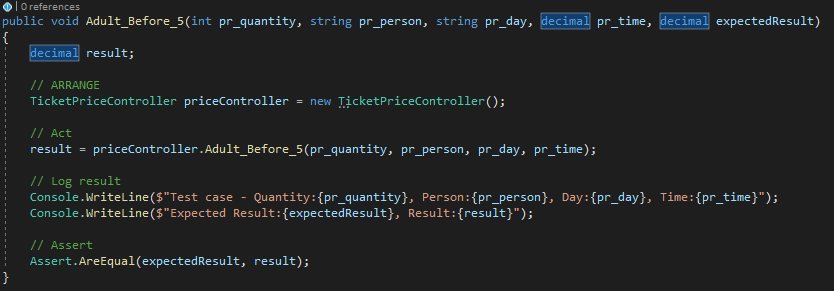 0 references
public void Adult_Before_5(int pr_quantity, string pr_person, string pr_day, decimal pr_time, decimal expectedResult)
{
decimal result;
// ARRANGE
TicketPriceController priceController = new TicketPriceController();
// Act
result = priceController.Adult_Before_5(pr_quantity, pr_person, pr_day, pr_time);
// Log result
Console.WriteLine($"Test case - Quantity:{pr_quantity}, Person:{pr_person}, Day:{pr_day}, Time:{pr_time}");
Console.WriteLine($"Expected Result:{expectedResult}, Result:{result}");
// Assert
Assert.AreEqual(expectedResult, result);
}